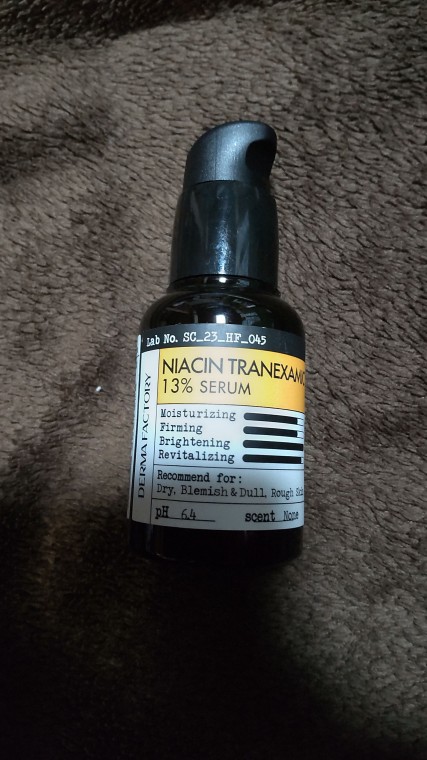 Lab No. SC_23_HF_045
DERMA FACTORY
NIACIN TRANEXAMIC
13% SERUM
Moisturizing
Firming
Brightening
Revitalizing
Recommend for:
Dry, Blemish & Dull, Rough Ski
pH 6.4 scent None